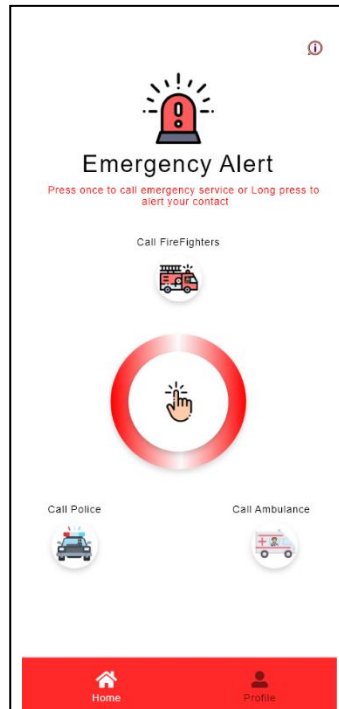 Emergency Alert
Press once to call emergency service or Long press to
alert your contact
Call FireFighters
Call Police
Call Ambulance
Home
Profile